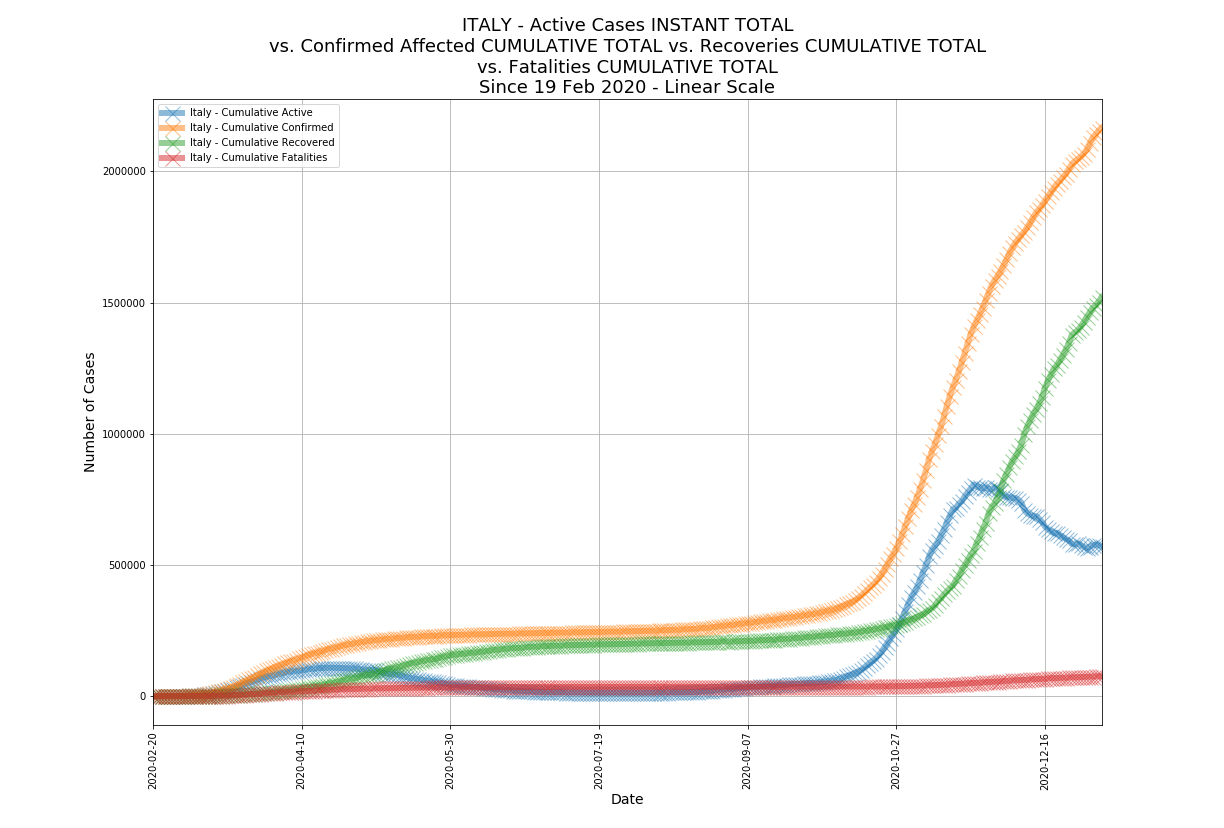 ITALY - Active Cases INSTANT TOTAL
vs. Confirmed Affected CUMULATIVE TOTAL vs. Recoveries CUMULATIVE TOTAL
vs. Fatalities CUMULATIVE TOTAL
Since 19 Feb 2020 - Linear Scale
Italy - Cumulative Active
Italy - Cumulative Confirmed
Italy - Cumulative Recovered
Italy - Cumulative Fatalities
Number of Cases
2000000
1500000
1000000
500000
0
2020-02-20
2020-04-10
2020-05-30
2020-07-19
2020-09-07
2020-10-27
2020-12-16
Date